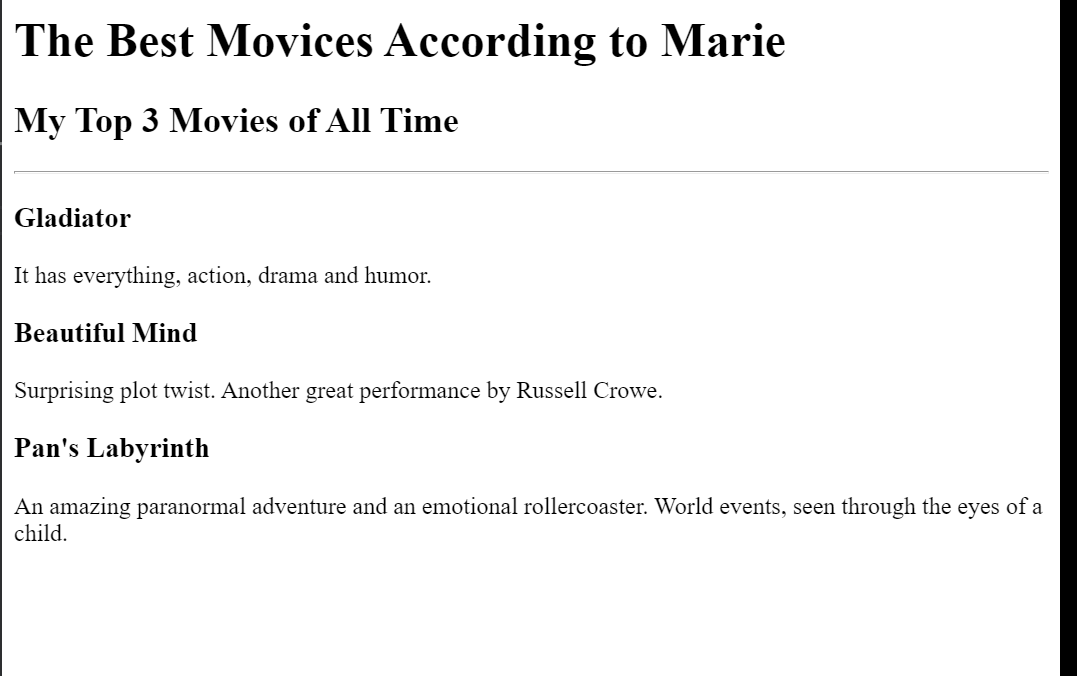 The Best Movices According to Marie
My Top 3 Movies of All Time
Gladiator
It has everything, action, drama and humor.
Beautiful Mind
Surprising plot twist. Another great performance by Russell Crowe.
Pan's Labyrinth
An amazing paranormal adventure and an emotional rollercoaster. World events, seen through the eyes of a
child.